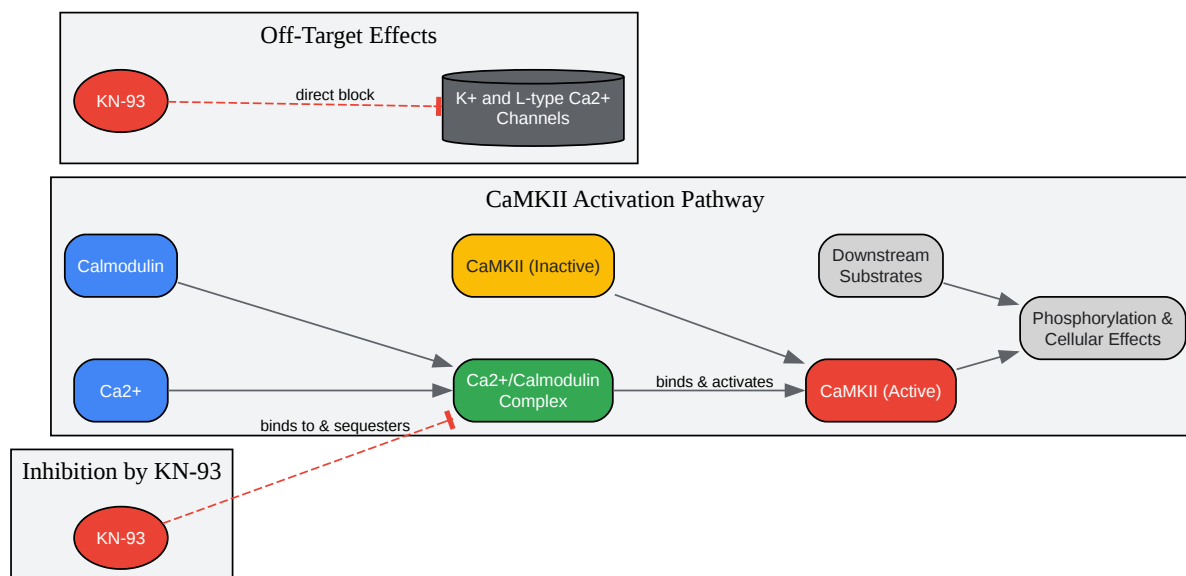 Off-Target Effects
KN-93
direct block
K+ and L-type Ca2+
Channels
CaMKII Activation Pathway
Calmodulin
CaMKII (Inactive)
Downstream
Substrates
Phosphorylation &
Cellular Effects
Ca2+
Ca2+/Calmodulin
Complex
binds & activates
CaMKII (Active)
binds to & sequesters
Inhibition by KN-93
KN-93